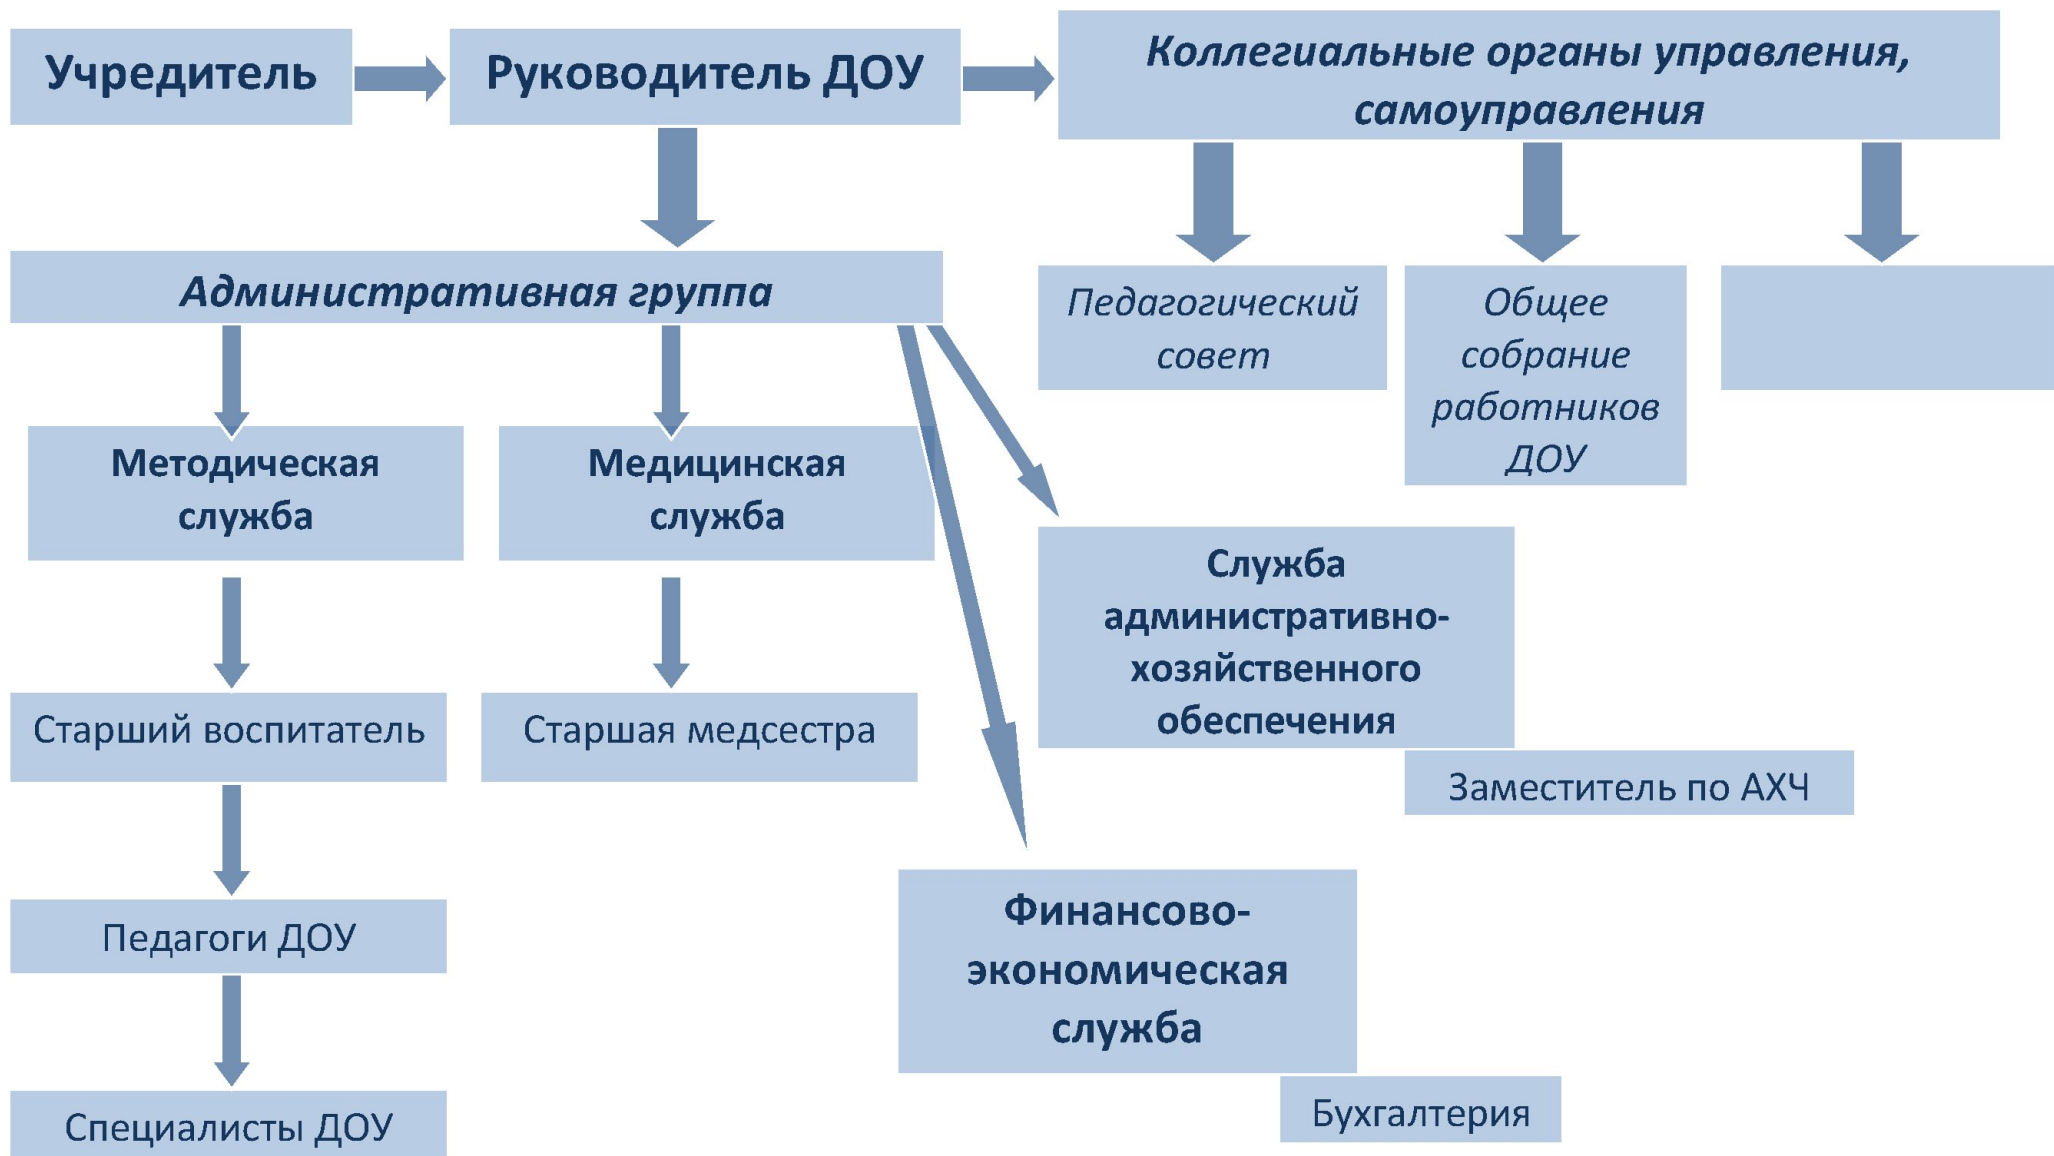 Учредитель
Руководитель ДОУ
Коллегиальные органы управления,
самоуправления
Административная группа
Педагогический
совет
Общее
собрание
работников
ДОУ
Методическая
служба
Медицинская
служба
Служба
административно-
хозяйственного
обеспечения
Старший воспитатель
Старшая медсестра
Заместитель по АХЧ
Педагоги ДОУ
Финансово-
экономическая
служба
Специалисты ДОУ
Бухгалтерия